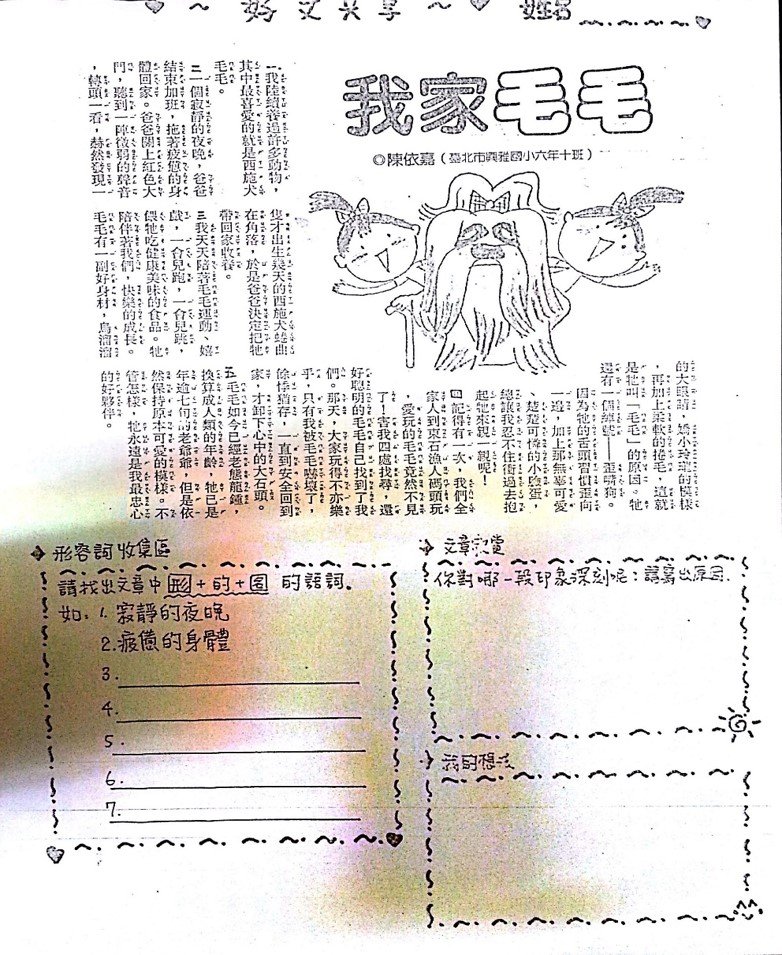 好文共享 姓名
我家毛毛
◎陳依嘉（臺北市興雅國小六年十班）
一我陸續養過許多動物，
其中最喜愛的就是西施犬
毛毛。
二一個寂靜的夜晚，爸爸
結束加班，拖著疲憊的身
體回家。爸爸關上紅色大
門，聽到一陣微弱的聲音
，轉頭一看，赫然發現一
隻才出生幾天的西施犬蜷曲
在角落，於是爸爸決定把牠
帶回家收養。
三我天天陪著毛毛運動、嬉
戲，一會兒跑，一會兒跳，
餵牠吃健康美味的食品。牠
陪伴著我們，快樂的成長。
毛毛有一副好身材，烏溜溜
的大眼睛，嬌小玲瓏的模樣
，再加上柔軟的捲毛，這就
是牠叫「毛毛」的原因。牠
還有一個綽號——歪嘴狗。
因為牠的舌頭習慣歪向
一邊，加上那無辜可愛
、楚楚可憐的小臉蛋，
總讓我忍不住衝過去抱
起牠來親一親呢！
四記得有一次，我們全
家人到東石漁人碼頭玩
，愛玩的毛毛竟然不見
了！害我四處找尋，還
好聰明的毛毛自己找到了我
們。那天，大家玩得不亦樂
乎，只有我被毛毛嚇壞了，
餘悸猶存，一直到安全回到
家，才卸下心中的大石頭。
五毛毛如今已經老態龍鍾，
換算成人類的年齡，牠已是
年逾七旬的老爺爺，但是依
然保持原本可愛的模樣。不
管怎樣，牠永遠是我最忠心
的好夥伴。
形容詞收集區
請找出文章中形+的+名的語詞.
如：1.寂靜的夜晚
2.疲憊的身體
3.
4.
5.
6.
7.
文章欣賞
你對哪一段印象深刻呢：請寫出原因.
我的想法